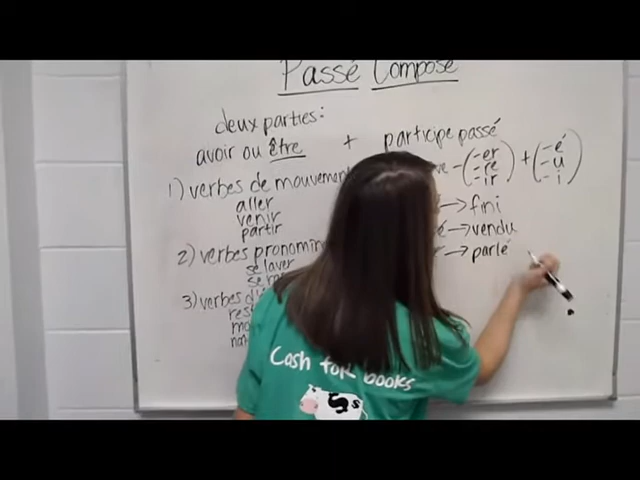 Passé Composé
deux parties:
avoir ou être + participe passé
-(-er -re -ir) + (-é -u -i)
1) verbes de mouvement
aller
venir
partir
→ fini
→ vendu
→ parlé
2) verbes
se laver
se
3) verbes
Cash for books
$